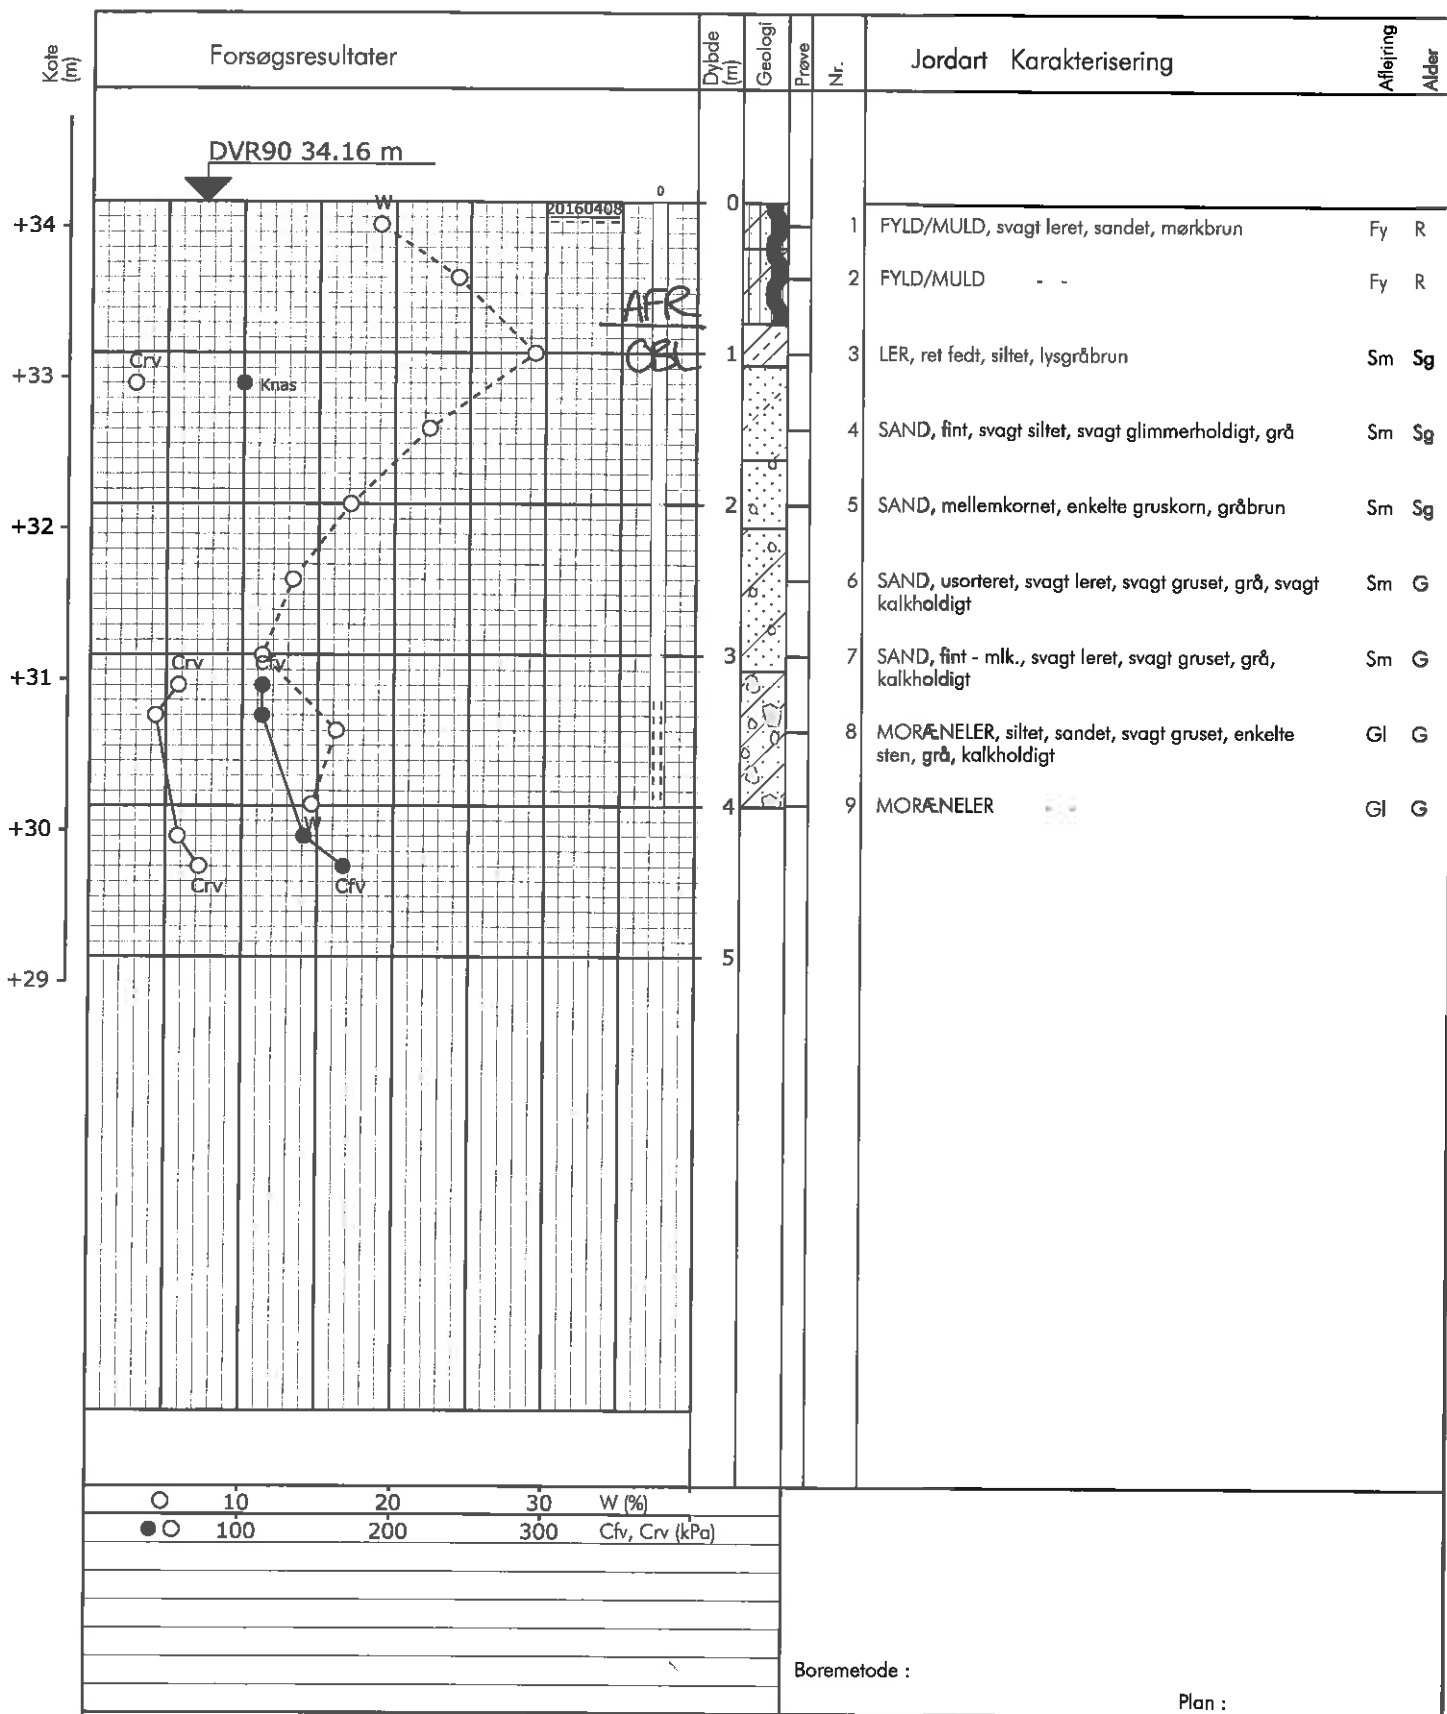 Kote (m)
Forsøgsresultater
Dybde (m)
Geologi
Prøve
Nr.
Jordart Karakterisering
Aflejring
Alder
DVR90 34.16 m
W
20160408
0
0
+34
1 FYLD/MULD, svagt leret, sandet, mørkbrun Fy R
2 FYLD/MULD - - Fy R
AFR
OBL
1
Crv
Knas
+33
3 LER, ret fedt, siltet, lysgråbrun Sm Sg
4 SAND, fint, svagt siltet, svagt glimmerholdigt, grå Sm Sg
2
+32
5 SAND, mellemkornet, enkelte gruskorn, gråbrun Sm Sg
6 SAND, usorteret, svagt leret, svagt gruset, grå, svagt Sm G
kalkholdigt
Crv
3
+31
7 SAND, fint - mlk., svagt leret, svagt gruset, grå, Sm G
kalkholdigt
8 MORÆNELER, siltet, sandet, svagt gruset, enkelte Gl G
sten, grå, kalkholdigt
4
+30
W
9 MORÆNELER Gl G
Crv
Cfv
5
+29
10 20 30 W (%)
100 200 300 Cfv, Crv (kPa)
Boremetode :
Plan :